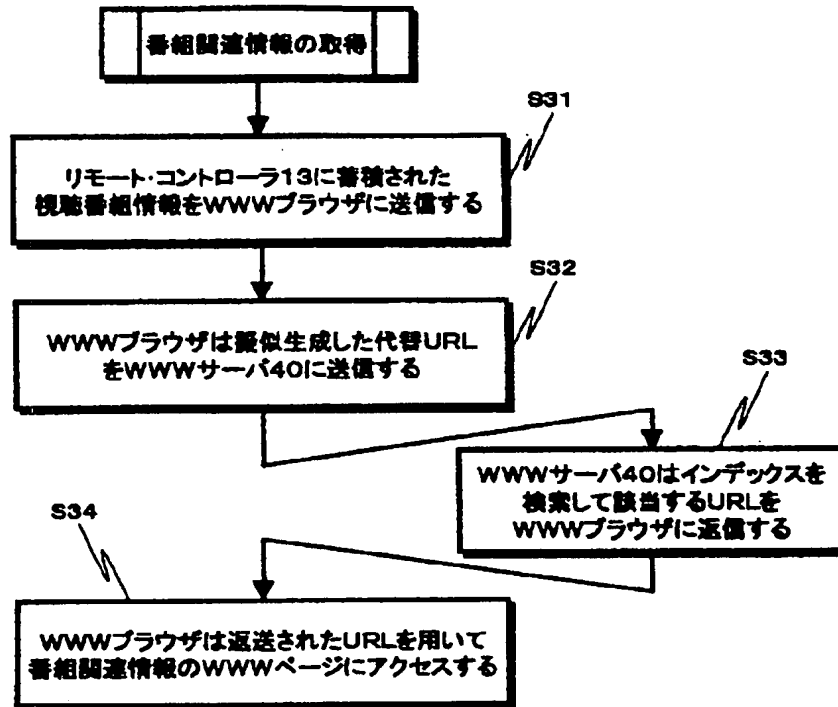 番組関連情報の取得
S31
リモート・コントローラ13に蓄積された
視聴番組情報をWWWブラウザに送信する
S32
WWWブラウザは擬似生成した代替URL
をWWWサーバ40に送信する
S33
WWWサーバ40はインデックスを
検索して該当するURLを
WWWブラウザに返信する
S34
WWWブラウザは返送されたURLを用いて
番組関連情報のWWWページにアクセスする